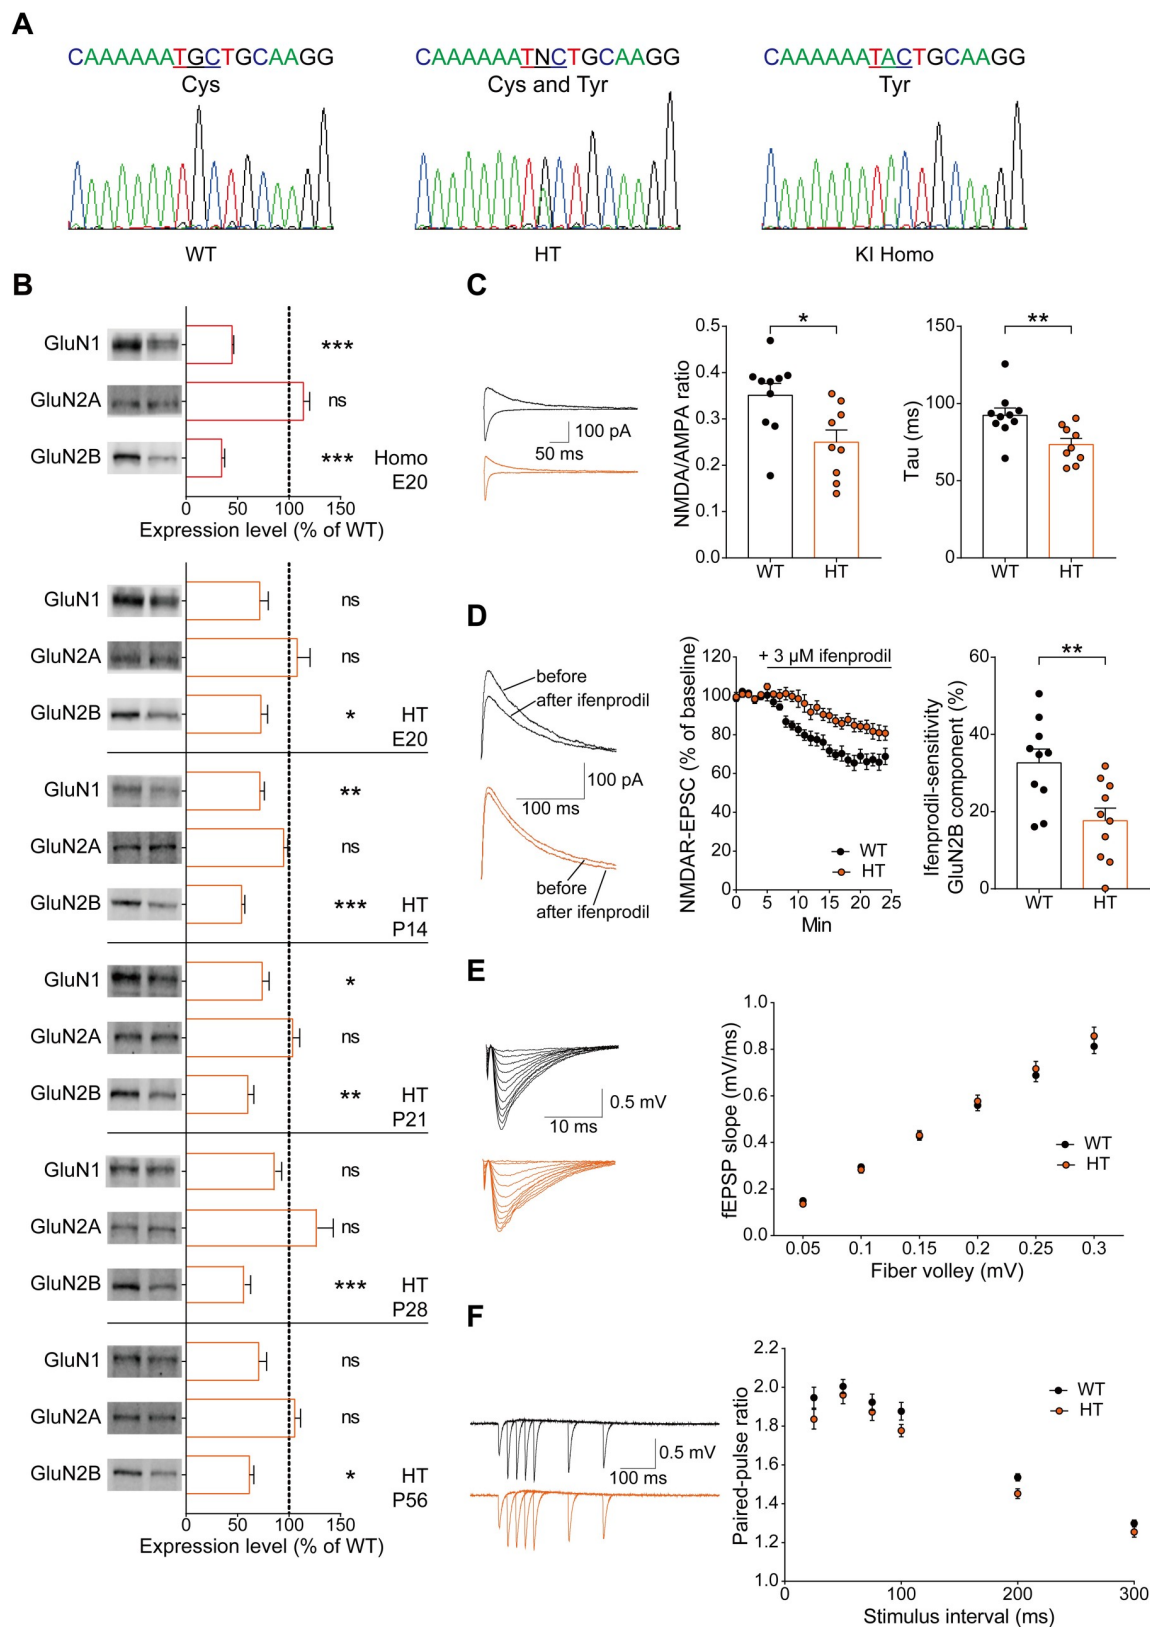 A
CAAAAAATGCTGCAAGG
Cys
WT
CAAAAAATNCTGCAAGG
Cys and Tyr
HT
CAAAAAATACTGCAAGG
Tyr
KI Homo
B
GluN1
***
GluN2A
ns
GluN2B
*** Homo
E20
0 50 100 150
Expression level (% of WT)
GluN1
ns
GluN2A
ns
GluN2B
* HT
E20
GluN1
**
GluN2A
ns
GluN2B
*** HT
P14
GluN1
*
GluN2A
ns
GluN2B
** HT
P21
GluN1
ns
GluN2A
ns
GluN2B
*** HT
P28
GluN1
ns
GluN2A
ns
GluN2B
* HT
P56
0 50 100 150
Expression level (% of WT)
C
100 pA
50 ms
NMDA/AMPA ratio
0.5
0.4
0.3
0.2
0.1
0.0
*
WT HT
Tau (ms)
150
100
50
0
**
WT HT
D
before
after ifenprodil
100 pA
100 ms
before
after ifenprodil
NMDAR-EPSC (% of baseline)
120
100
80
60
40
20
0
+ 3 µM ifenprodil
WT
HT
0 5 10 15 20 25
Min
Ifenprodil-sensitivity
GluN2B component (%)
60
40
20
0
**
WT HT
E
0.5 mV
10 ms
fEPSP slope (mV/ms)
1.0
0.8
0.6
0.4
0.2
0.0
WT
HT
0.05 0.1 0.15 0.2 0.25 0.3
Fiber volley (mV)
F
0.5 mV
100 ms
Paired-pulse ratio
2.2
2.0
1.8
1.6
1.4
1.2
1.0
WT
HT
0 100 200 300
Stimulus interval (ms)